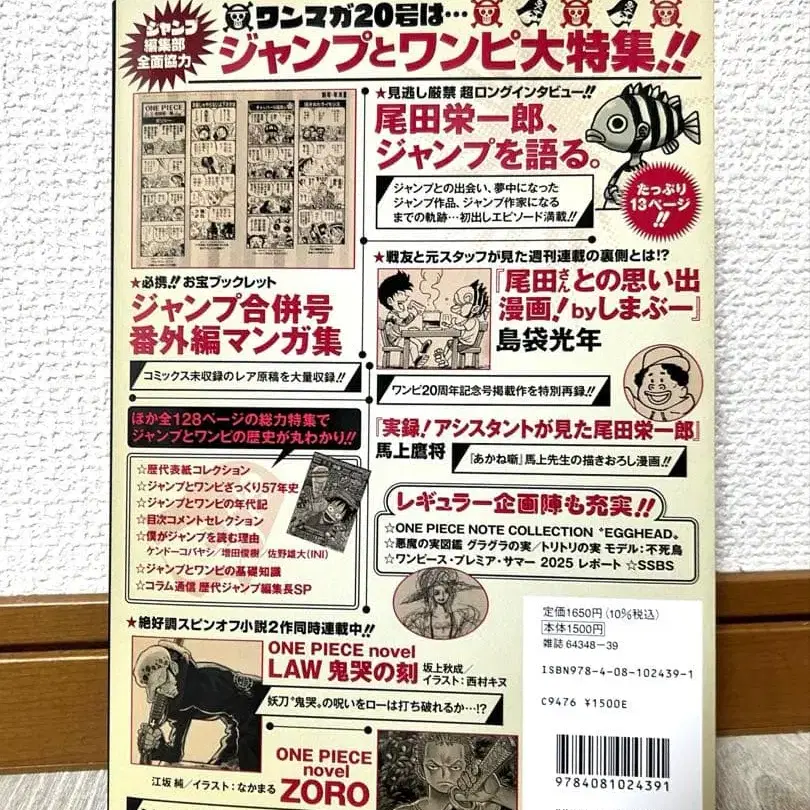 ジャンプ
編集部
全面協力
ワンマガ20号は…
ジャンプとワンピ大特集!!
ONE PIECE
★見逃し厳禁 超ロングインタビュー!!
尾田栄一郎、
ジャンプを語る。
ジャンプとの出会い、夢中になった
ジャンプ作品、ジャンプ作家になる
までの軌跡…初出しエピソード満載!!
たっぷり
13ページ
!!
★必携!! お宝ブックレット
ジャンプ合併号
番外編マンガ集
コミックス未収録のレア原稿を大量収録!!
★戦友と元スタッフが見た週刊連載の裏側とは!?
『尾田さんとの思い出
漫画!byしまぶー』
島袋光年
ワンピ20周年記念号掲載作を特別再録!!
『実録!アシスタントが見た尾田栄一郎』
馬上鷹将
『あかね噺』馬上先生の描きおろし漫画!!
ほか全128ページの総力特集で
ジャンプとワンピの歴史が丸わかり!!
☆歴代表紙コレクション
☆ジャンプとワンピざっくり57年史
☆ジャンプとワンピの年代記
☆目次コメントセレクション
☆僕がジャンプを読む理由
ケンドーコバヤシ/増田俊樹/佐野雄大(INI)
☆ジャンプとワンピの基礎知識
☆コラム通信 歴代ジャンプ編集長SP
レギュラー企画陣も充実!!
☆ONE PIECE NOTE COLLECTION “EGGHEAD”
☆悪魔の実図鑑 グラグラの実/トリトリの実 モデル:不死鳥
☆ワンピース・プレミア・サマー 2025 レポート ☆SSBS
★絶好調スピンオフ小説2作同時連載中!!
ONE PIECE novel
LAW 鬼哭の刻
坂上秋成/
イラスト:西村キヌ
妖刀“鬼哭”の呪いをローは打ち破れるか…!?
ONE PIECE
novel
ZORO
江坂 純/イラスト:なかまる
定価1650円(10%税込)
本体1500円
雑誌 64348-39
ISBN978-4-08-102439-1
C9476 ¥1500E
9784081024391